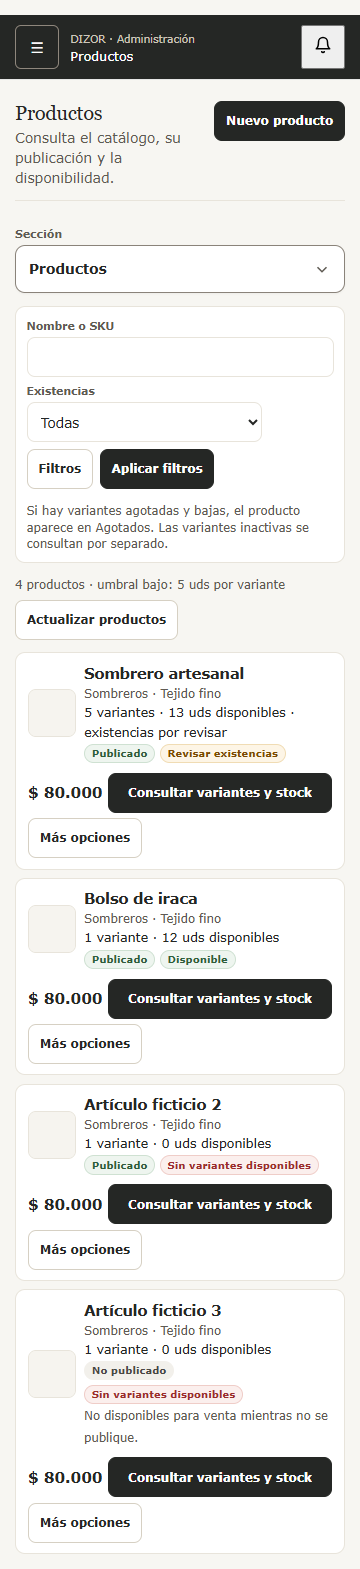 ☰
DIZOR · Administración
Productos
Productos
Consulta el catálogo, su
publicación y la
disponibilidad.
Nuevo producto
Sección
Productos
Nombre o SKU
Existencias
Todas
Filtros
Aplicar filtros
Si hay variantes agotadas y bajas, el producto
aparece en Agotados. Las variantes inactivas se
consultan por separado.
4 productos · umbral bajo: 5 uds por variante
Actualizar productos
Sombrero artesanal
Sombreros · Tejido fino
5 variantes · 13 uds disponibles ·
existencias por revisar
Publicado
Revisar existencias
$ 80.000
Consultar variantes y stock
Más opciones
Bolso de iraca
Sombreros · Tejido fino
1 variante · 12 uds disponibles
Publicado
Disponible
$ 80.000
Consultar variantes y stock
Más opciones
Artículo ficticio 2
Sombreros · Tejido fino
1 variante · 0 uds disponibles
Publicado
Sin variantes disponibles
$ 80.000
Consultar variantes y stock
Más opciones
Artículo ficticio 3
Sombreros · Tejido fino
1 variante · 0 uds disponibles
No publicado
Sin variantes disponibles
No disponibles para venta mientras no se
publique.
$ 80.000
Consultar variantes y stock
Más opciones